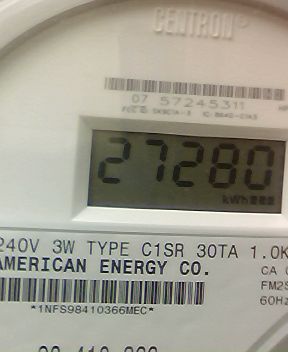 CENTRON®
07 57245311
27280
kWh
240V 3W TYPE C1SR 30TA 1.0K
AMERICAN ENERGY CO.
CA
FM2S
60Hz
*1NFS98410366MEC*